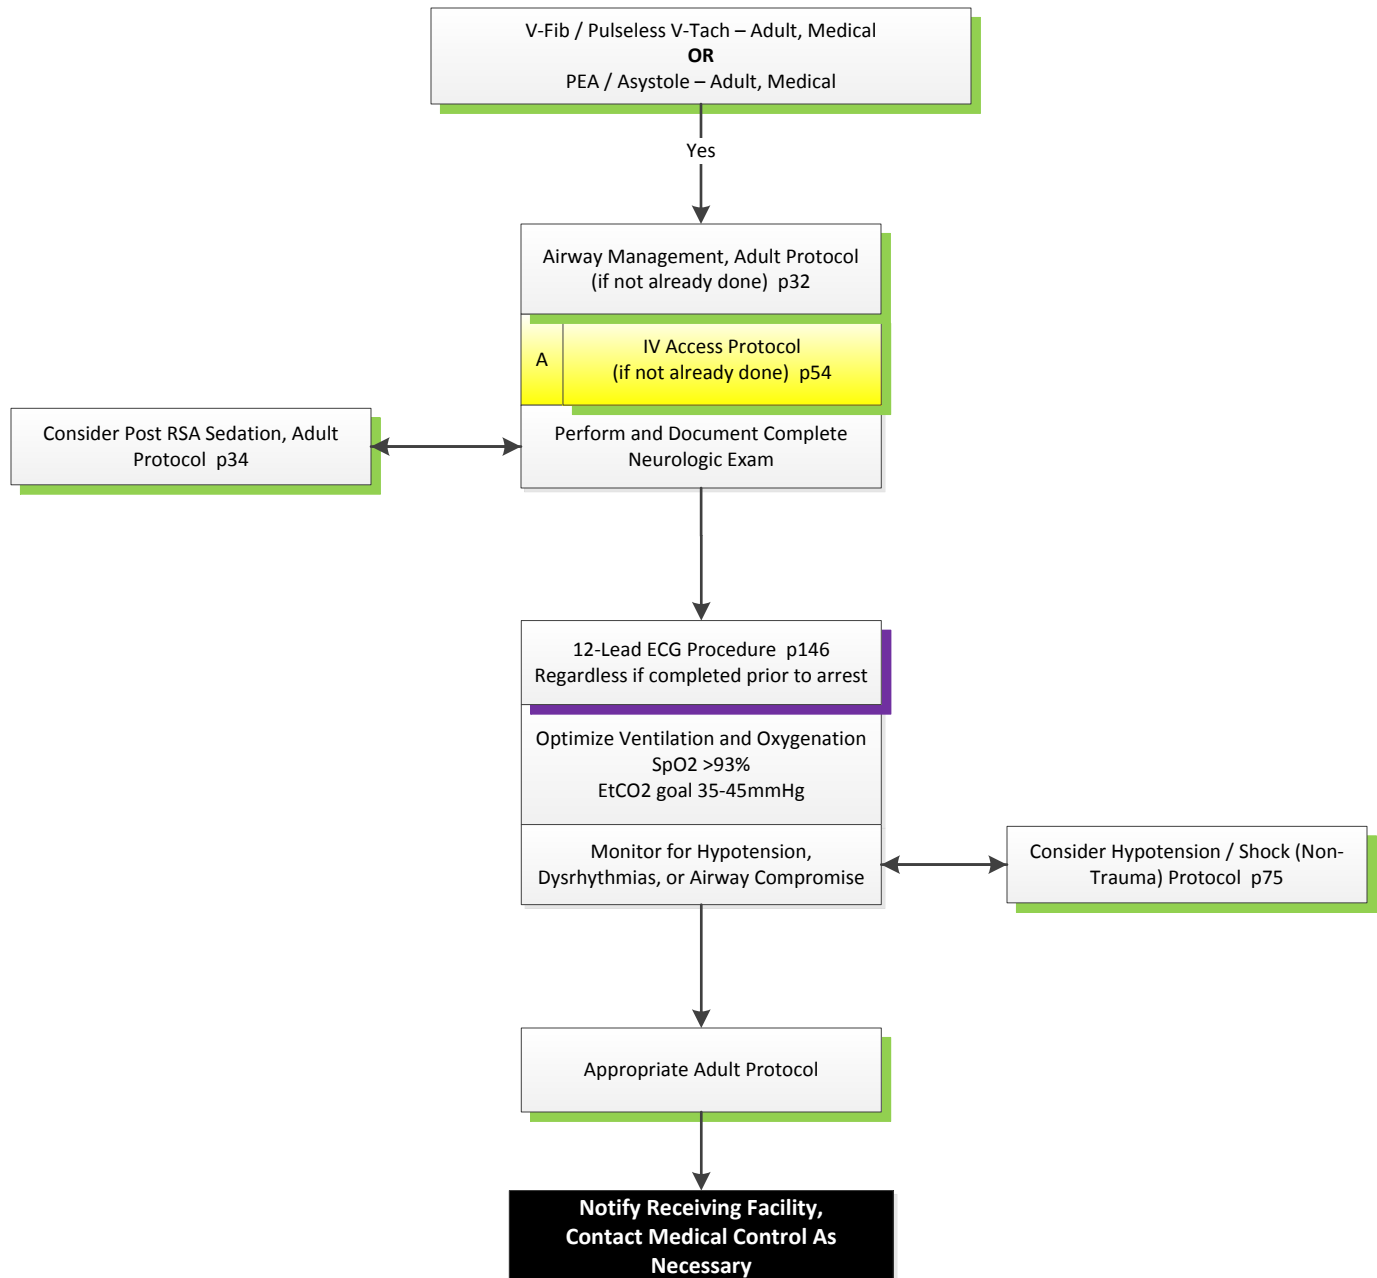 V-Fib / Pulseless V-Tach – Adult, Medical
OR
PEA / Asystole – Adult, Medical
Yes
Airway Management, Adult Protocol
(if not already done)  p32
A
IV Access Protocol
(if not already done)  p54
Consider Post RSA Sedation, Adult
Protocol  p34
Perform and Document Complete
Neurologic Exam
12-Lead ECG Procedure  p146
Regardless if completed prior to arrest
Optimize Ventilation and Oxygenation
SpO2 >93%
EtCO2 goal 35-45mmHg
Monitor for Hypotension,
Dysrhythmias, or Airway Compromise
Consider Hypotension / Shock (Non-
Trauma) Protocol  p75
Appropriate Adult Protocol
Notify Receiving Facility,
Contact Medical Control As
Necessary